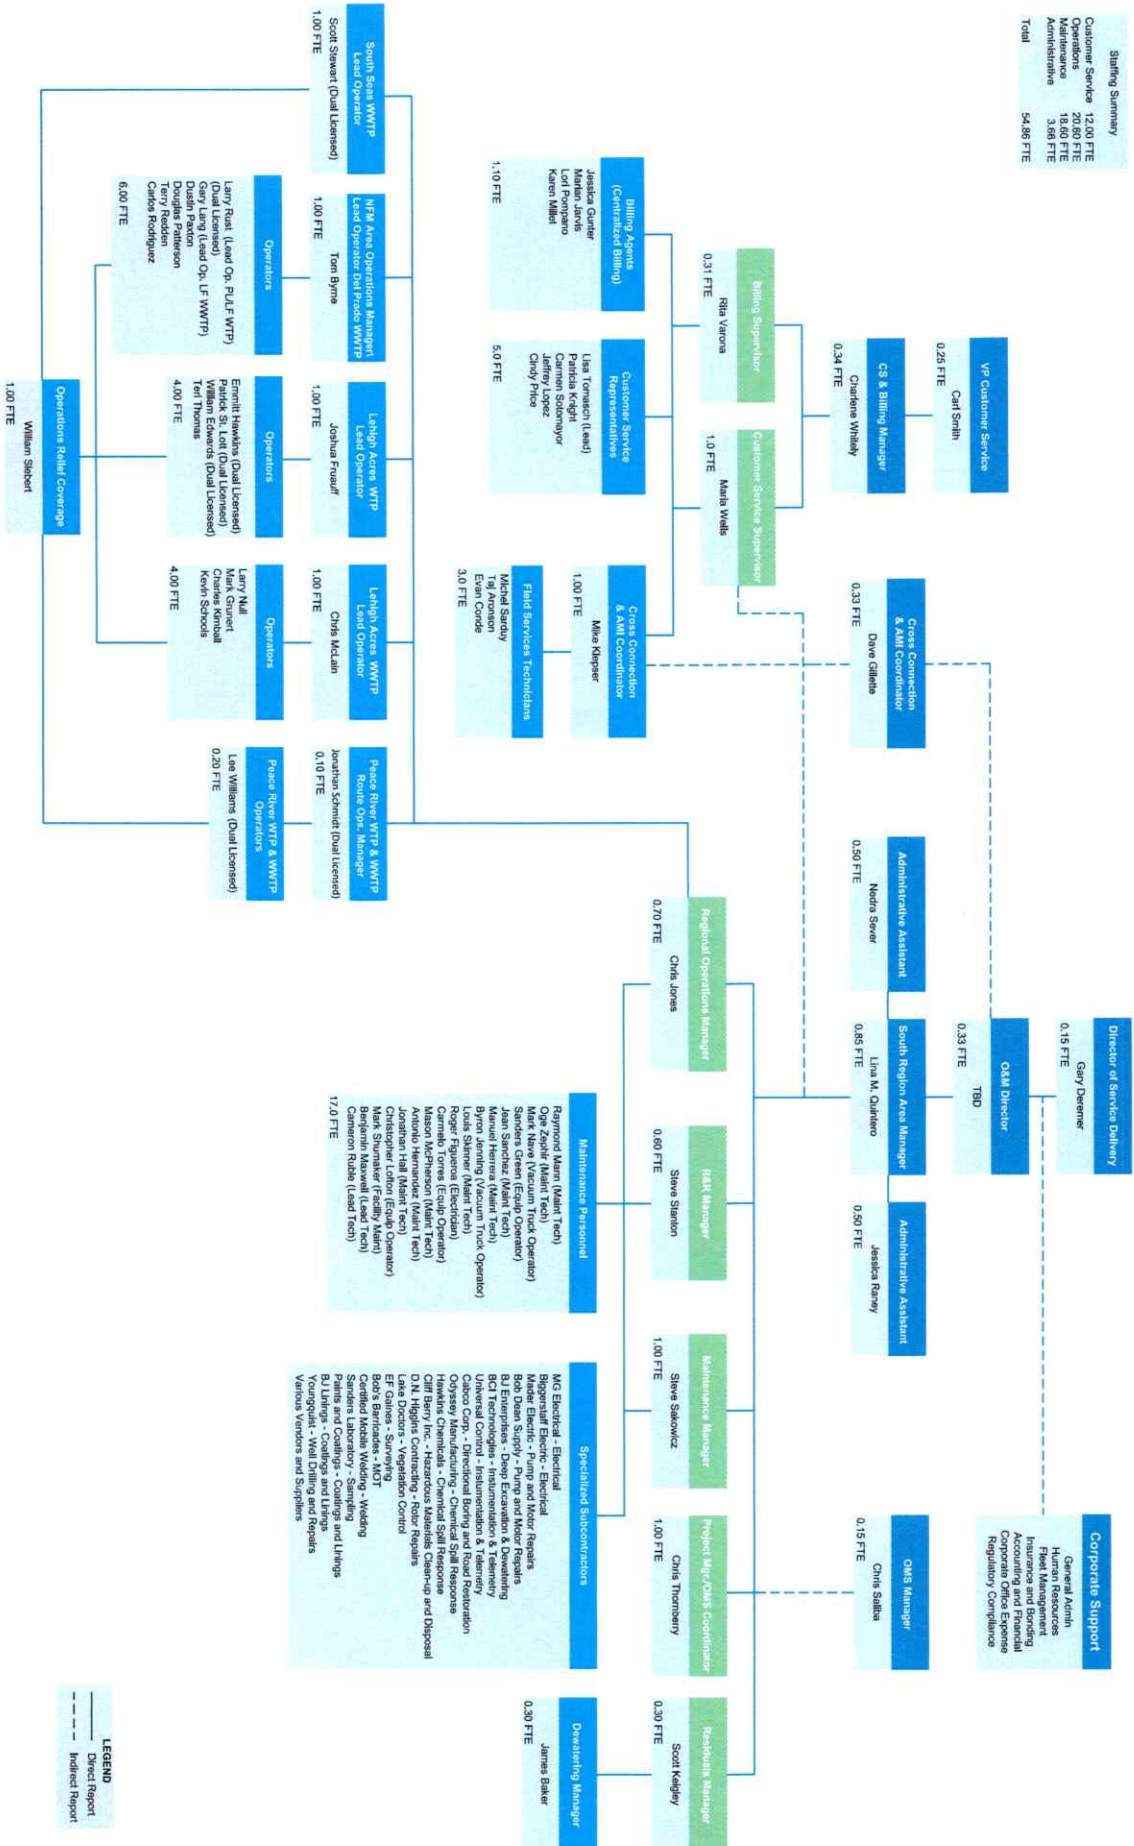 Staffing Summary
Customer Service 12.00 FTE
Operations 20.60 FTE
Maintenance 18.60 FTE
Administrative 3.66 FTE
Total 54.86 FTE
Director of Service Delivery
Gary Deremer
0.15 FTE
Corporate Support
General Admin
Human Resources
Fleet Management
Insurance and Bonding
Accounting and Financial
Corporate Office Expense
Regulatory Compliance
VP Customer Service
Carl Smith
0.25 FTE
O&M Director
TBD
0.33 FTE
CS & Billing Manager
Charlene Whitely
0.34 FTE
Cross Connection
& AMI Coordinator
Dave Gillette
0.33 FTE
Administrative Assistant
Nedra Sever
0.50 FTE
South Region Area Manager
Lina M. Quintero
0.85 FTE
Administrative Assistant
Jessica Raney
0.50 FTE
OMS Manager
Chris Saliba
0.15 FTE
Billing Supervisor
Rita Varona
0.31 FTE
Customer Service Supervisor
Maria Wells
1.0 FTE
Regional Operations Manager
Chris Jones
0.70 FTE
R&R Manager
Steve Stanton
0.60 FTE
Maintenance Manager
Steve Sakowicz
1.00 FTE
Project Mgr./OMS Coordinator
Chris Thornberry
1.00 FTE
Residuals Manager
Scott Keigley
0.30 FTE
Billing Agents
(Centralized Billing)
Jessica Gunter
Marian Jarvis
Lori Pompano
Karen Millet
1.10 FTE
Customer Service
Representatives
Lisa Tomasch (Lead)
Patricia Knight
Carmen Sotomayor
Jeffrey Lopez
Cindy Price
5.0 FTE
Cross Connection
& AMI Coordinator
Mike Klepser
1.00 FTE
Field Services Technicians
Michel Sarduy
Taj Aronson
Evan Conde
3.0 FTE
Maintenance Personnel
Raymond Mann (Maint Tech)
Oge Zephir (Maint Tech)
Mark Nave (Vacuum Truck Operator)
Sanders Green (Equip Operator)
Jean Sanchez (Maint Tech)
Manuel Herrera (Maint Tech)
Byron Jenning (Vacuum Truck Operator)
Louis Skinner (Maint Tech)
Roger Figueroa (Electrician)
Carmelo Torres (Equip Operator)
Mason McPherson (Maint Tech)
Antonio Hernandez (Maint Tech)
Jonathan Hall (Maint Tech)
Christopher Lofton (Equip Operator)
Mark Shumaker (Facility Maint)
Benjamin Maxwell (Lead Tech)
Cameron Ruble (Lead Tech)
17.0 FTE
Specialized Subcontractors
MG Electrical - Electrical
Biggerstaff Electric - Electrical
Mader Electric - Pump and Motor Repairs
Bob Dean Supply - Pump and Motor Repairs
BJ Enterprises - Deep Excavation & Dewatering
BCI Technologies - Instumentation & Telemetry
Universal Control - Instumentation & Telemetry
Cabco Corp. - Directional Boring and Road Restoration
Odyssey Manufacturing - Chemical Spill Response
Hawkins Chemicals - Chemical Spill Response
Cliff Berry Inc. - Hazardous Materials Clean-up and Disposal
D.N. Higgins Contracting - Rotor Repairs
Lake Doctors - Vegetation Control
EF Gaines - Surveying
Bob's Barricades - MOT
Certified Mobile Welding - Welding
Sanders Laboratory - Sampling
Paints and Coatings - Coatings and Linings
BJ Linings - Coatings and Linings
Youngquist - Well Drilling and Repairs
Various Vendors and Suppliers
Dewatering Manager
James Baker
0.30 FTE
South Seas WWTP
Lead Operator
Scott Stewart (Dual Licensed)
1.00 FTE
NFM Area Operations Manager\
Lead Operator Del Prado WWTP
Tom Byrne
1.00 FTE
Lehigh Acres WTP
Lead Operator
Joshua Fruauff
1.00 FTE
Lehigh Acres WWTP
Lead Operator
Chris McLain
1.00 FTE
Peace River WTP & WWTP
Route Ops. Manager
Jonathan Schmidt (Dual Licensed)
0.10 FTE
Operators
Larry Rust (Lead Op. PL/LF WTP)
(Dual Licensed)
Gary Lang (Lead Op. LF WWTP)
Dustin Paxton
Douglas Patterson
Terry Redden
Carlos Rodriguez
6.00 FTE
Operators
Emmitt Hawkins (Dual Licensed)
Patrick St. Lott (Dual Licensed)
William Edwards (Dual Licensed)
Teri Thomas
4.00 FTE
Operators
Larry Null
Mark Grunert
Charles Kimball
Kevin Schools
4.00 FTE
Peace River WTP & WWTP
Operators
Lee Williams (Dual Licensed)
0.20 FTE
Operations Relief Coverage
William Siebert
1.00 FTE
LEGEND
Direct Report
Indirect Report